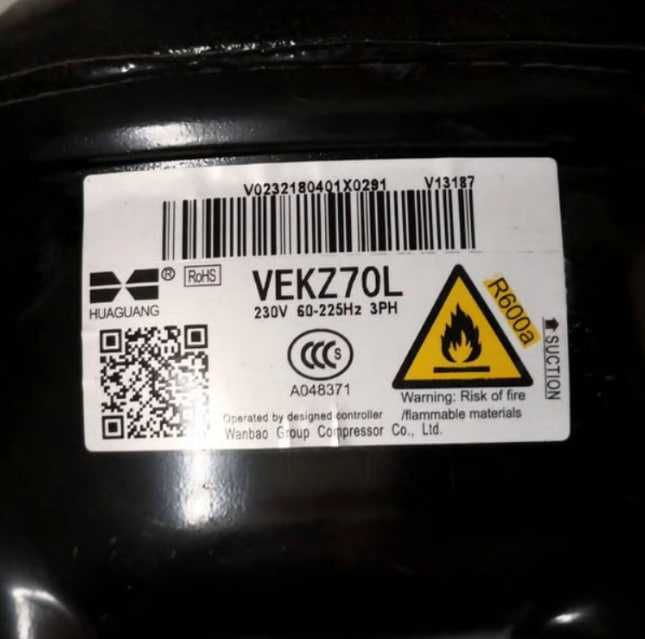 V0232180401X0291 V13187
® RoHS VEKZ70L
HUAGUANG
230V 60-225Hz 3PH
R600a
SUCTION
CCC S
A048371
Warning: Risk of fire
/flammable materials
Operated by designed controller
Wanbao Group Compressor Co., Ltd.